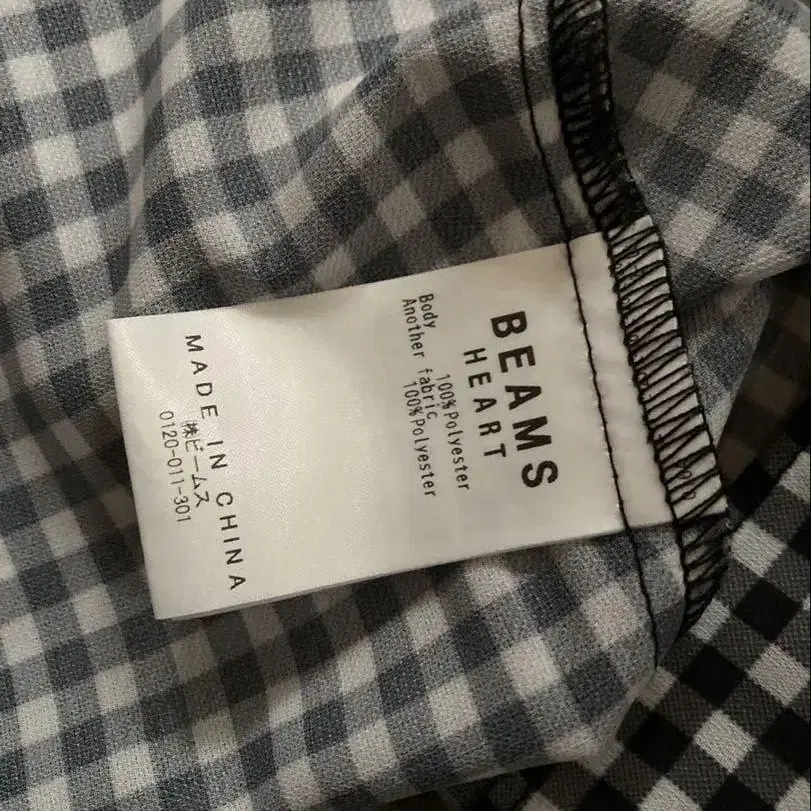 BEAMS
HEART
Body 100%Polyester
Another fabric
100%Polyester
MADE IN CHINA
㈱ビームス
0120-011-301